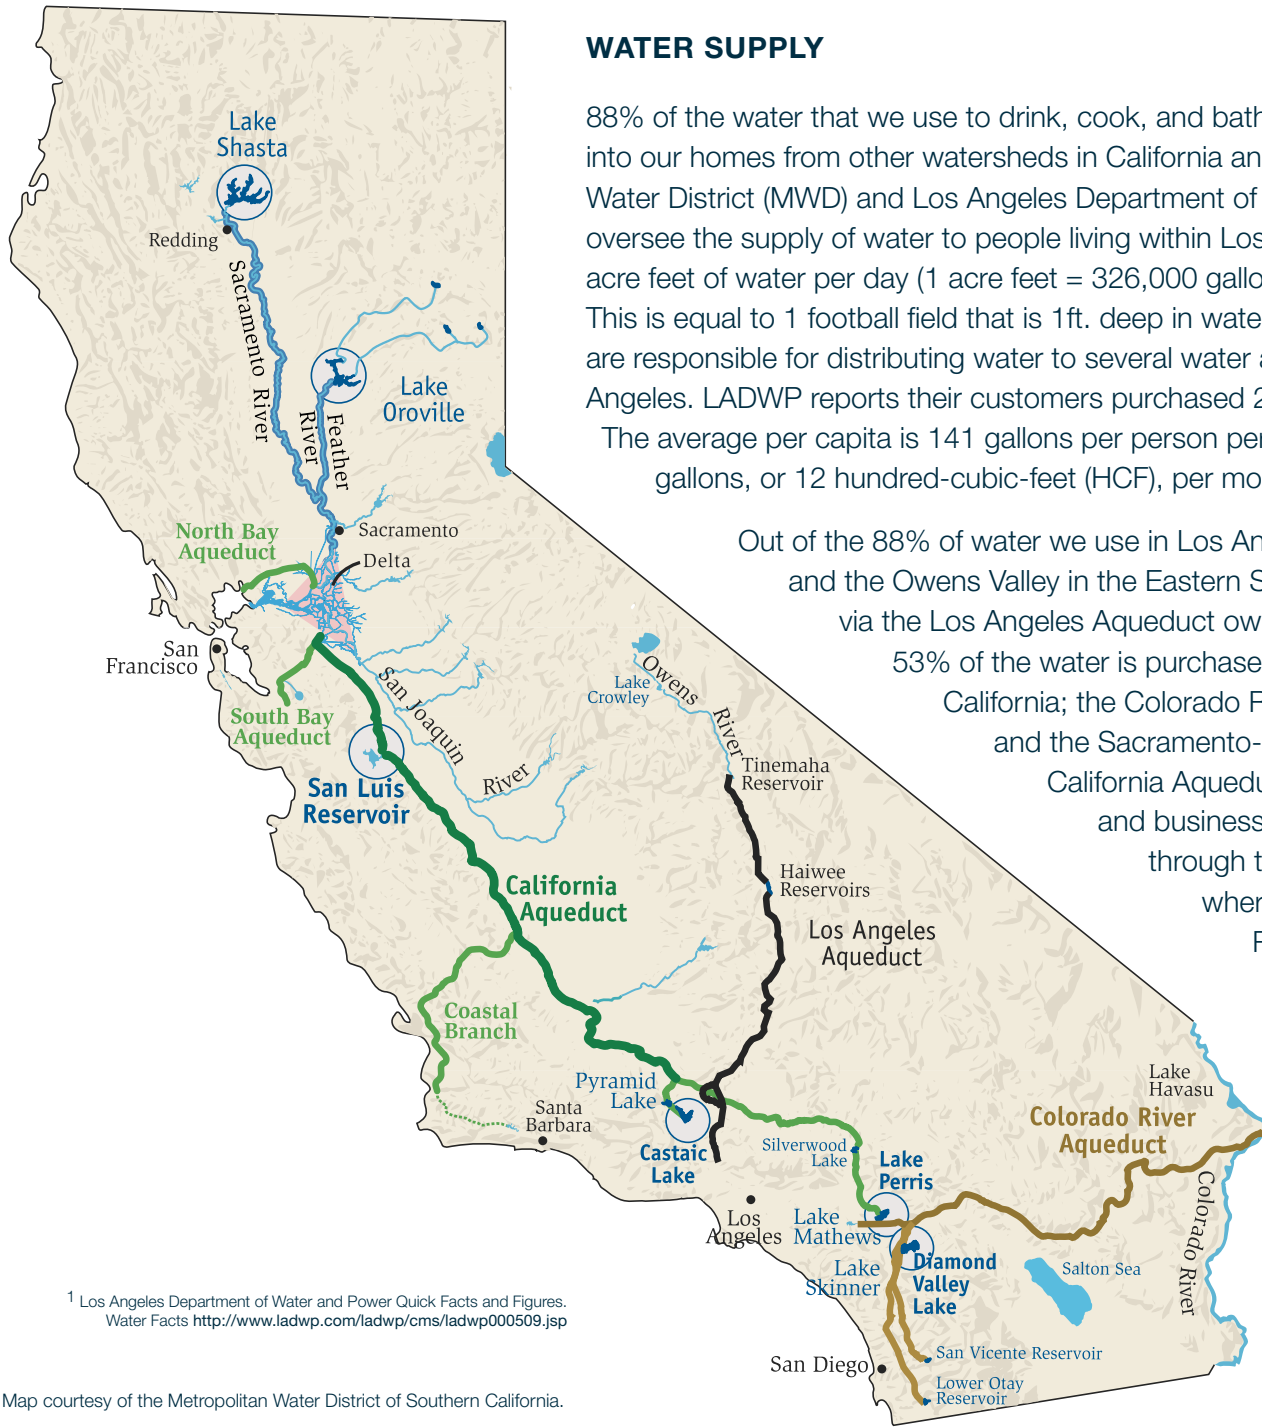 WATER SUPPLY
88% of the water that we use to drink, cook, and bath
into our homes from other watersheds in California an
Water District (MWD) and Los Angeles Department of
oversee the supply of water to people living within Los
acre feet of water per day (1 acre feet = 326,000 gallo
This is equal to 1 football field that is 1ft. deep in wate
are responsible for distributing water to several water a
Angeles. LADWP reports their customers purchased 2
The average per capita is 141 gallons per person per
gallons, or 12 hundred-cubic-feet (HCF), per mo
Out of the 88% of water we use in Los An
and the Owens Valley in the Eastern S
via the Los Angeles Aqueduct ow
53% of the water is purchase
California; the Colorado
and the Sacramento-
California Aquedu
and business
through t
wher
Lake
Shasta
Redding
Sacramento River
Feather
River
Lake
Oroville
North Bay
Aqueduct
Sacramento
Delta
San
Francisco
South Bay
Aqueduct
San Joaquin
River
San Luis
Reservoir
Lake
Crowley
Owens
River
Tinemaha
Reservoir
Haiwee
Reservoirs
California
Aqueduct
Los Angeles
Aqueduct
Coastal
Branch
Pyramid
Lake
Santa
Barbara
Castaic
Lake
Silverwood
Lake
Lake
Perris
Lake
Havasu
Colorado River
Aqueduct
Colorado River
Los
Angeles
Lake
Mathews
Lake
Skinner
Diamond
Valley
Lake
Salton Sea
San Diego
San Vicente Reservoir
Lower Otay
Reservoir
1 Los Angeles Department of Water and Power Quick Facts and Figures.
Water Facts http://www.ladwp.com/ladwp/cms/ladwp000509.jsp
Map courtesy of the Metropolitan Water District of Southern California.